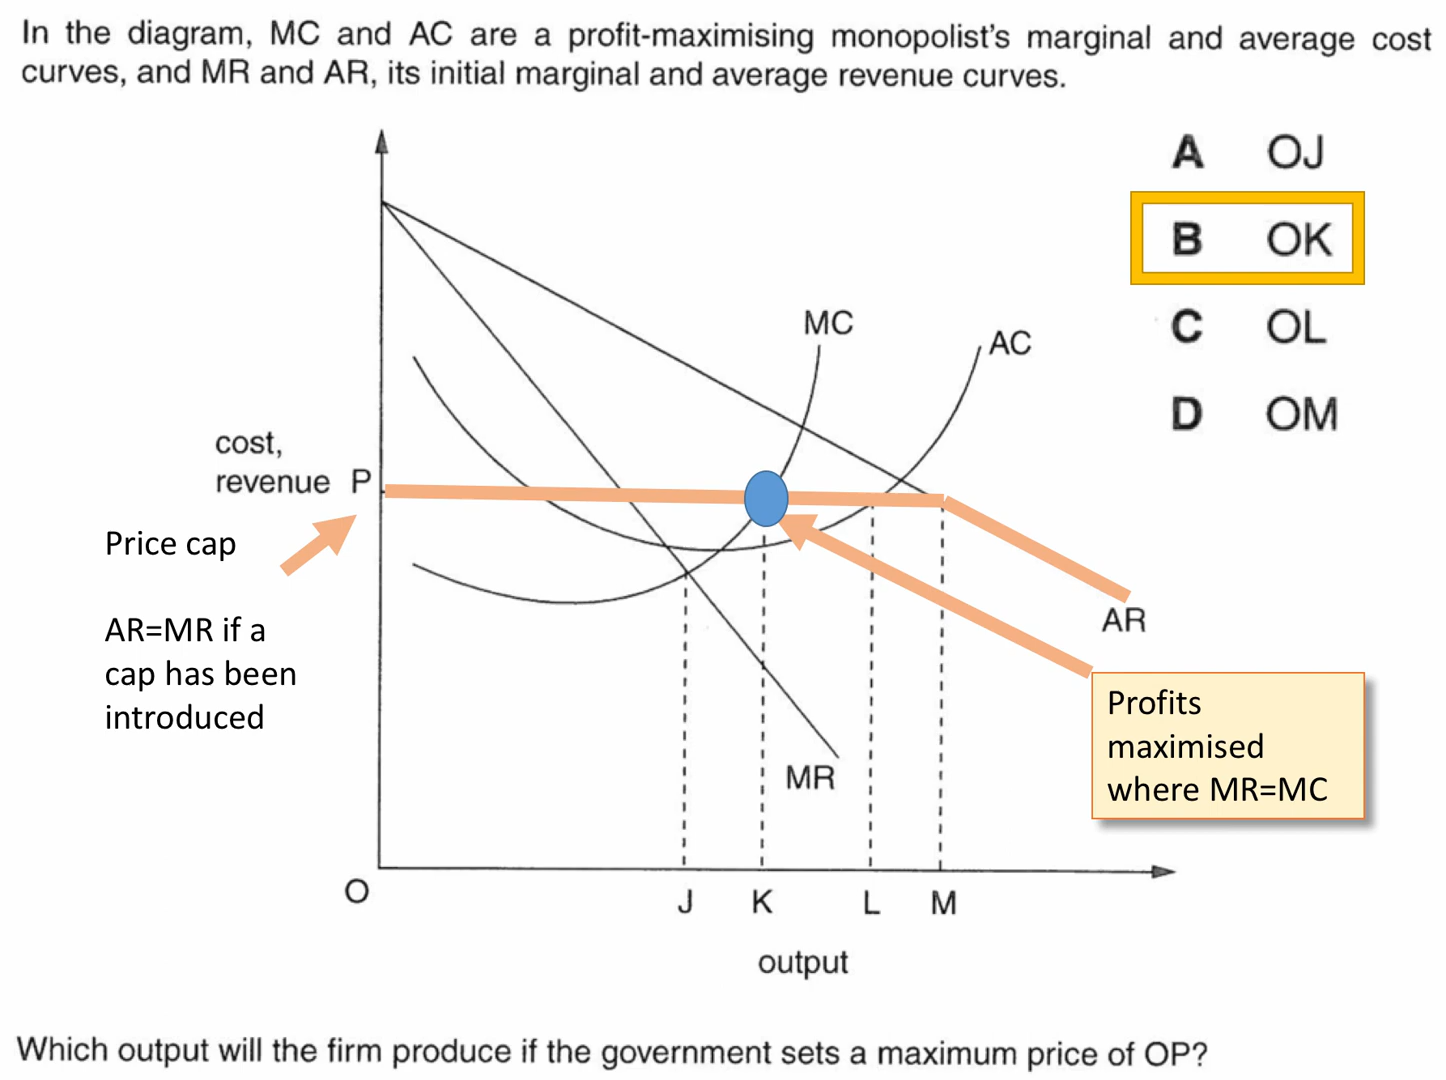 In the diagram, MC and AC are a profit-maximising monopolist's marginal and average cost
curves, and MR and AR, its initial marginal and average revenue curves.
A OJ
B OK
C OL
D OM
MC
AC
cost,
revenue P
Price cap
AR=MR if a
cap has been
introduced
AR
Profits
maximised
where MR=MC
MR
O
J K L M
output
Which output will the firm produce if the government sets a maximum price of OP?